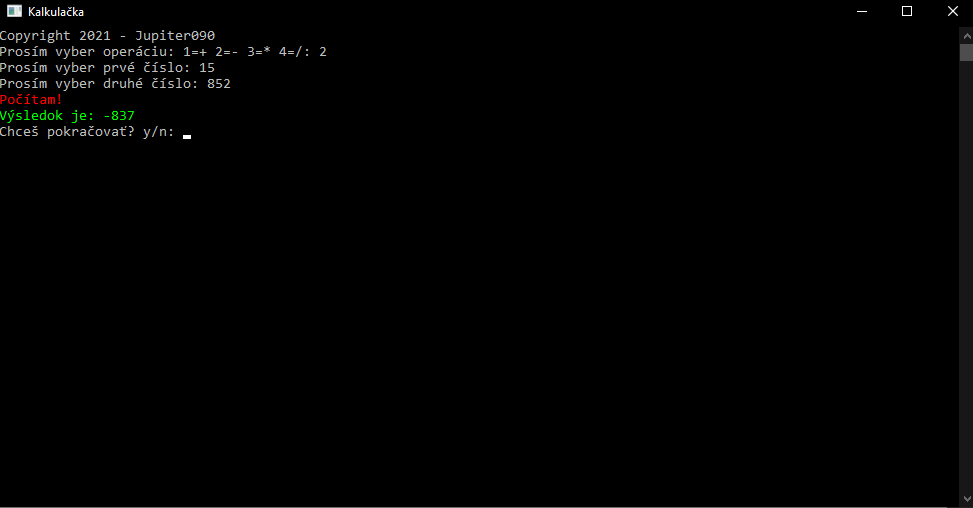 Kalkulačka
Copyright 2021 - Jupiter090
Prosím vyber operáciu: 1=+ 2=- 3=* 4=/: 2
Prosím vyber prvé číslo: 15
Prosím vyber druhé číslo: 852
Počítam!
Výsledok je: -837
Chceš pokračovať? y/n: